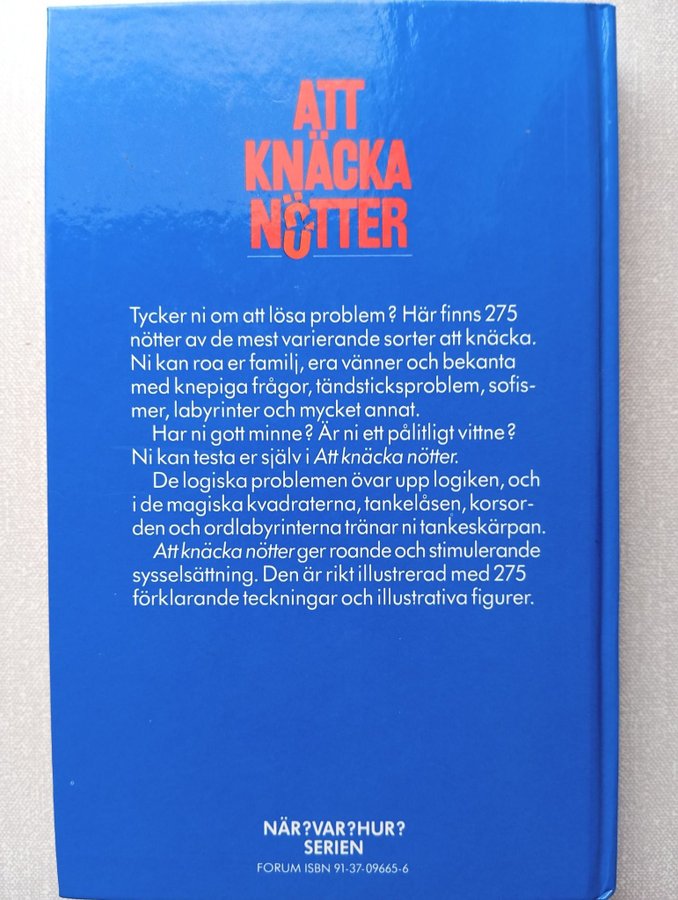 ATT
KNÄCKA
NÖTTER
Tycker ni om att lösa problem? Här finns 275
nötter av de mest varierande sorter att knäcka.
Ni kan roa er familj, era vänner och bekanta
med knepiga frågor, tändsticksproblem, sofis-
mer, labyrinter och mycket annat.
Har ni gott minne? Är ni ett pålitligt vittne?
Ni kan testa er själv i Att knäcka nötter.
De logiska problemen övar upp logiken, och
i de magiska kvadraterna, tankelåsen, korsor-
den och ordlabyrinterna tränar ni tankeskärpan.
Att knäcka nötter ger roande och stimulerande
sysselsättning. Den är rikt illustrerad med 275
förklarande teckningar och illustrativa figurer.
NÄR?VAR?HUR?
SERIEN
FORUM ISBN 91-37-09665-6